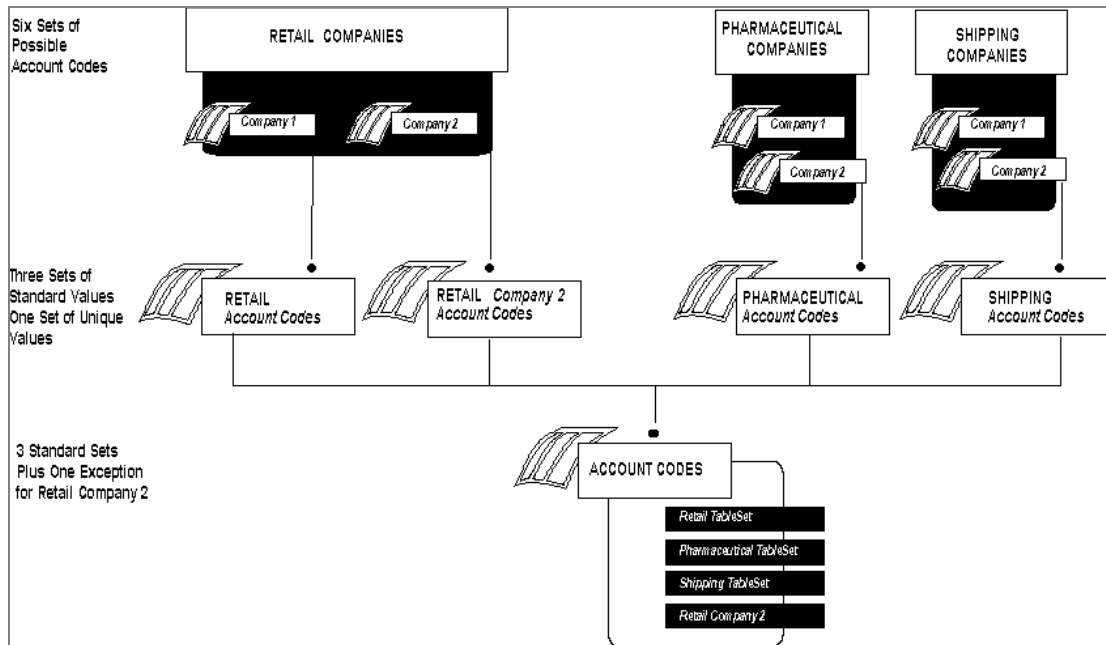 Six Sets of
Possible
Account Codes
RETAIL COMPANIES
PHARMACEUTICAL
COMPANIES
SHIPPING
COMPANIES
Company 1
Company 2
Company 1
Company 2
Company 1
Company 2
Three Sets of
Standard Values
One Set of Unique
Values
RETAIL
Account Codes
RETAIL Company 2
Account Codes
PHARMACEUTICAL
Account Codes
SHIPPING
Account Codes
3 Standard Sets
Plus One Exception
for Retail Company 2
ACCOUNT CODES
Retail TableSet
Pharmaceutical TableSet
Shipping TableSet
Retail Company 2